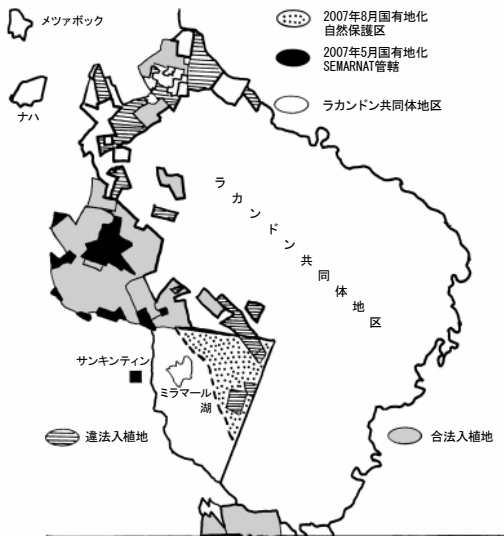 メツァボック
ナハ
2007年8月国有地化
自然保護区
2007年5月国有地化
SEMARNAT管轄
ラカンドン共同体地区
ラカンドン共同体地区
サンキンティン
ミラマール
湖
違法入植地
合法入植地